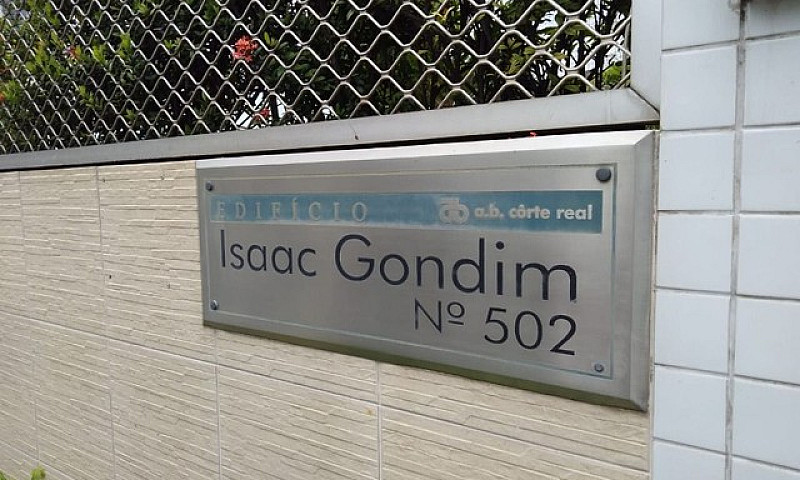 EDIFÍCIO a.b. côrte real
Isaac Gondim
Nº 502